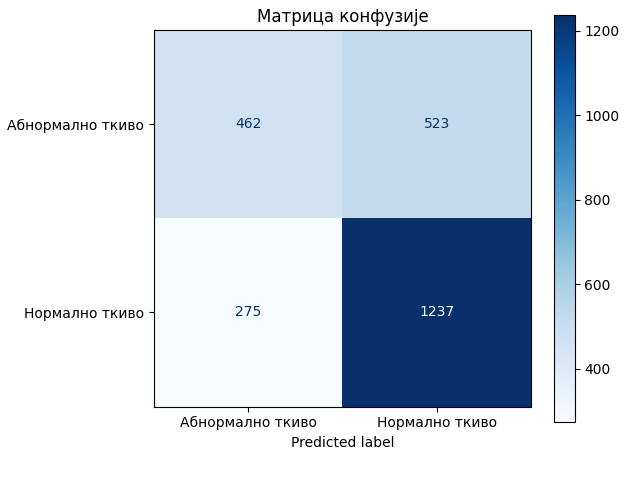 Матрица конфузије
Абнормално ткиво
462
523
Нормално ткиво
275
1237
Абнормално ткиво
Нормално ткиво
Predicted label
1200
1000
800
600
400